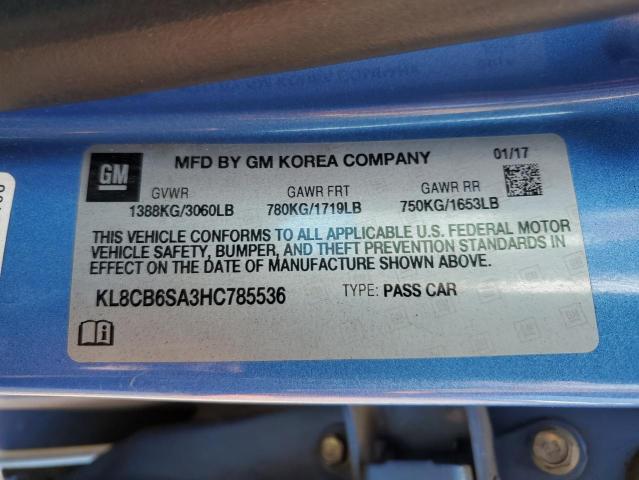 GM
MFD BY GM KOREA COMPANY
01/17
GVWR GAWR FRT GAWR RR
1388KG/3060LB 780KG/1719LB 750KG/1653LB
THIS VEHICLE CONFORMS TO ALL APPLICABLE U.S. FEDERAL MOTOR
VEHICLE SAFETY, BUMPER, AND THEFT PREVENTION STANDARDS IN
EFFECT ON THE DATE OF MANUFACTURE SHOWN ABOVE.
KL8CB6SA3HC785536 TYPE: PASS CAR